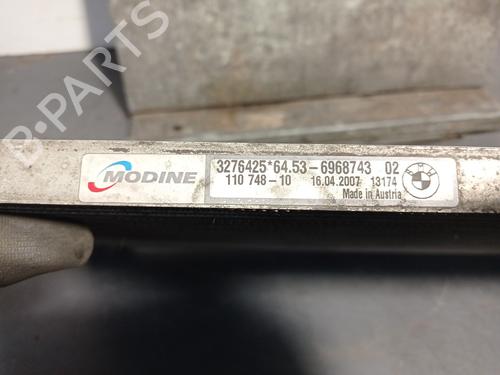 B-PARTS
MODINE
3276425*64.53-6968743 02
110 748-10 16.04.2007 13174
Made in Austria